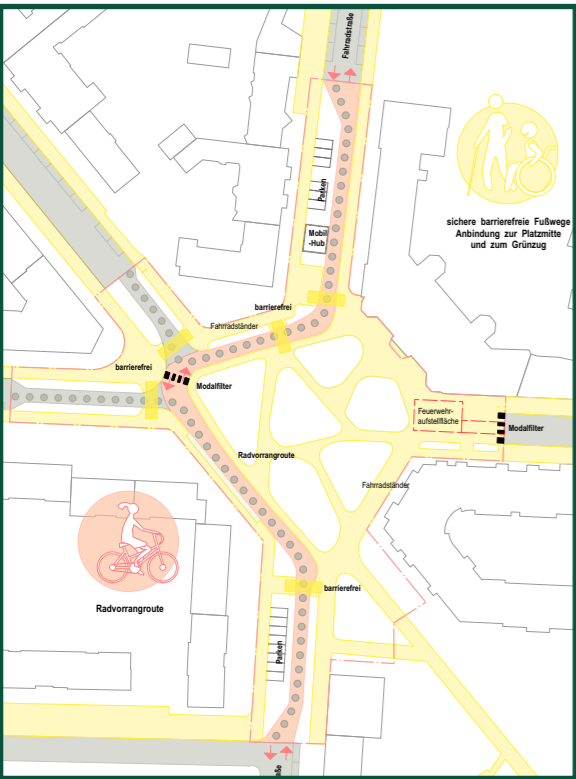 Fahrradstraße
sichere barrierefreie Fußwege
Anbindung zur Platzmitte
und zum Grünzug
Parken
Mobil
-Hub
barrierefrei
Fahrradständer
barrierefrei
Modalfilter
Feuerwehr-
aufstellfläche
Modalfilter
Radvorrangroute
Fahrradständer
barrierefrei
Radvorrangroute
Parken
aße